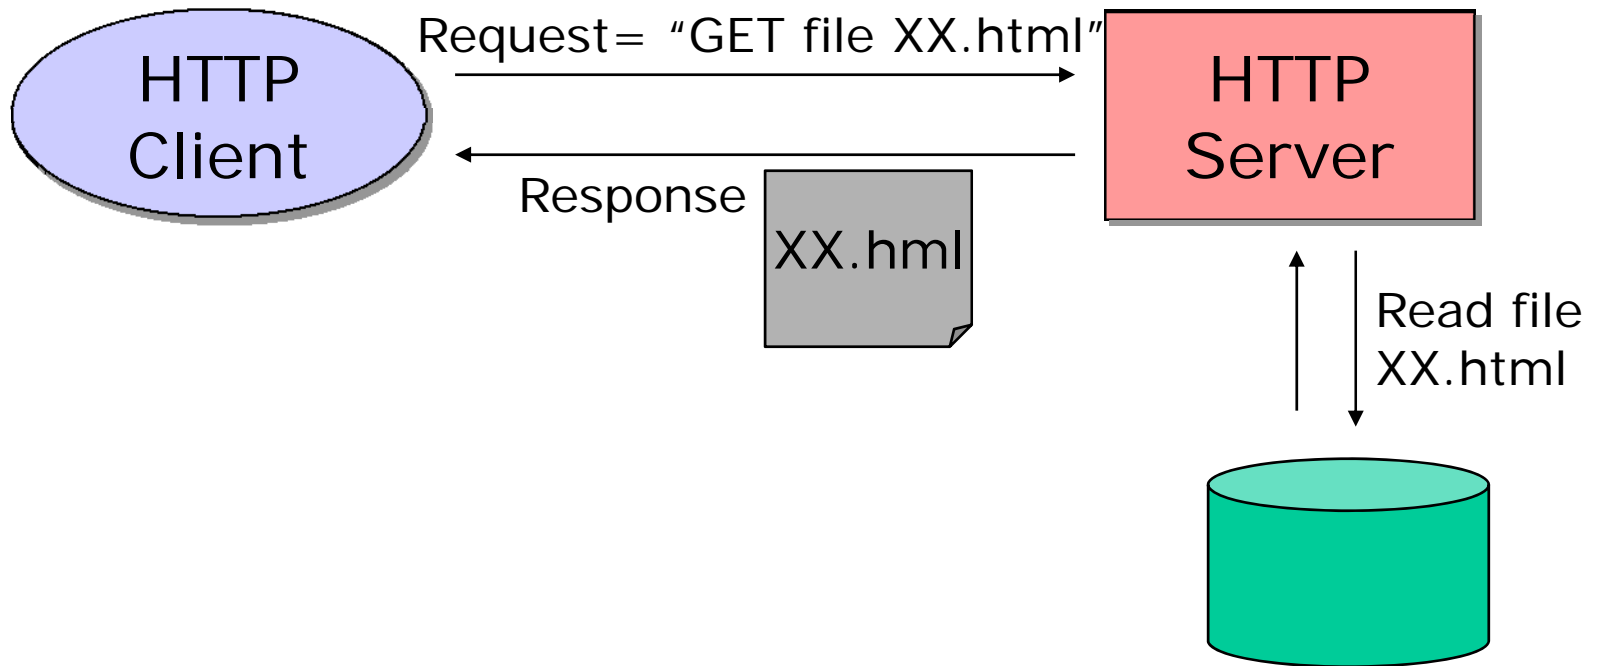 Request= “GET file XX.html”
HTTP
Client
HTTP
Server
Response
XX.hml
Read file
XX.html